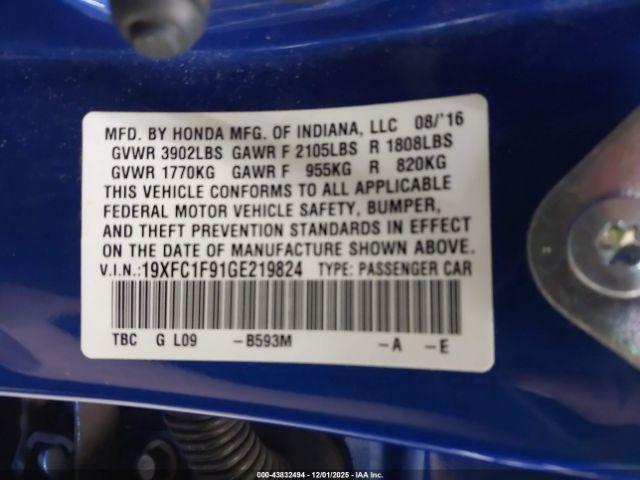 MFD. BY HONDA MFG. OF INDIANA, LLC 08/'16
GVWR 3902LBS GAWR F 2105LBS R 1808LBS
GVWR 1770KG GAWR F 955KG R 820KG
THIS VEHICLE CONFORMS TO ALL APPLICABLE
FEDERAL MOTOR VEHICLE SAFETY, BUMPER,
AND THEFT PREVENTION STANDARDS IN EFFECT
ON THE DATE OF MANUFACTURE SHOWN ABOVE.
V.I.N.:19XFC1F91GE219824 TYPE: PASSENGER CAR
TBC G L09 -B593M -A -E
000-43832494 - 12/01/2025 - IAA Inc.